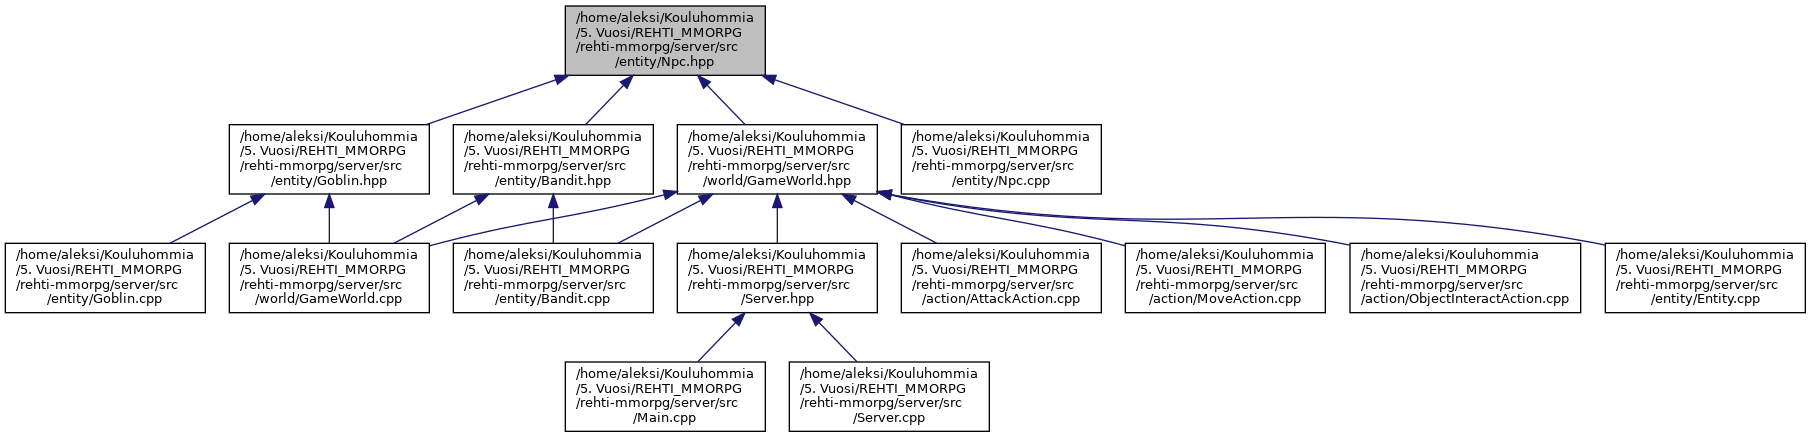 /home/aleksi/Kouluhommia
/5. Vuosi/REHTI_MMORPG
/rehti-mmorpg/server/src
/entity/Npc.hpp
/home/aleksi/Kouluhommia
/5. Vuosi/REHTI_MMORPG
/rehti-mmorpg/server/src
/entity/Goblin.hpp
/home/aleksi/Kouluhommia
/5. Vuosi/REHTI_MMORPG
/rehti-mmorpg/server/src
/entity/Bandit.hpp
/home/aleksi/Kouluhommia
/5. Vuosi/REHTI_MMORPG
/rehti-mmorpg/server/src
/world/GameWorld.hpp
/home/aleksi/Kouluhommia
/5. Vuosi/REHTI_MMORPG
/rehti-mmorpg/server/src
/entity/Npc.cpp
/home/aleksi/Kouluhommia
/5. Vuosi/REHTI_MMORPG
/rehti-mmorpg/server/src
/entity/Goblin.cpp
/home/aleksi/Kouluhommia
/5. Vuosi/REHTI_MMORPG
/rehti-mmorpg/server/src
/world/GameWorld.cpp
/home/aleksi/Kouluhommia
/5. Vuosi/REHTI_MMORPG
/rehti-mmorpg/server/src
/entity/Bandit.cpp
/home/aleksi/Kouluhommia
/5. Vuosi/REHTI_MMORPG
/rehti-mmorpg/server/src
/Server.hpp
/home/aleksi/Kouluhommia
/5. Vuosi/REHTI_MMORPG
/rehti-mmorpg/server/src
/action/AttackAction.cpp
/home/aleksi/Kouluhommia
/5. Vuosi/REHTI_MMORPG
/rehti-mmorpg/server/src
/action/MoveAction.cpp
/home/aleksi/Kouluhommia
/5. Vuosi/REHTI_MMORPG
/rehti-mmorpg/server/src
/action/ObjectInteractAction.cpp
/home/aleksi/Kouluhommia
/5. Vuosi/REHTI_MMORPG
/rehti-mmorpg/server/src
/entity/Entity.cpp
/home/aleksi/Kouluhommia
/5. Vuosi/REHTI_MMORPG
/rehti-mmorpg/server/src
/Main.cpp
/home/aleksi/Kouluhommia
/5. Vuosi/REHTI_MMORPG
/rehti-mmorpg/server/src
/Server.cpp